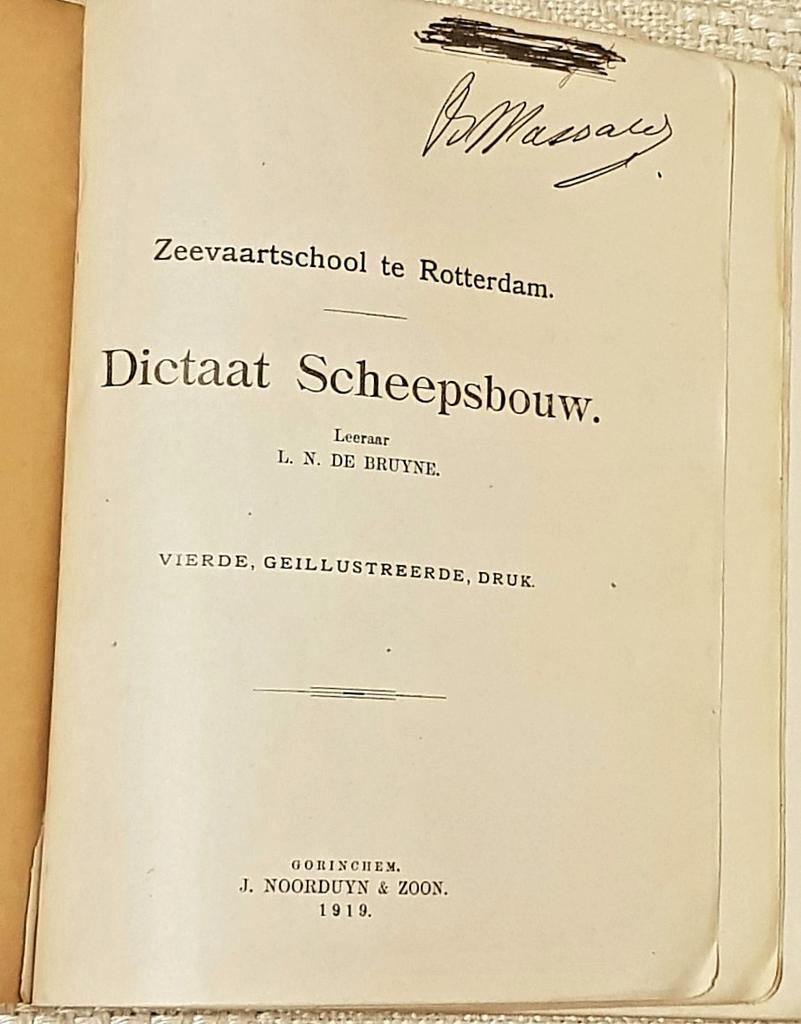 Zeevaartschool te Rotterdam.
Dictaat Scheepsbouw.
Leeraar
L. N. DE BRUYNE.
VIERDE, GEILLUSTREERDE, DRUK.
GORINCHEM.
J. NOORDUYN & ZOON.
1919.